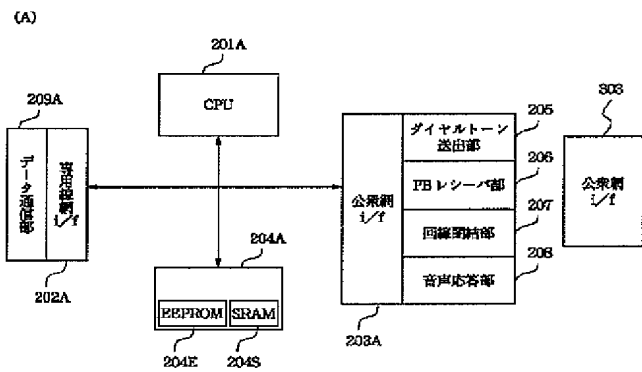 (A)
201A
CPU
209A
データ通信部
専用線網
i/f
202A
204A
EEPROM
SRAM
204E
204S
公衆網
i/f
203A
ダイヤルトーン
送出部
205
PBレシーバ部
206
回線閉結部
207
音声応答部
208
303
公衆網
i/f